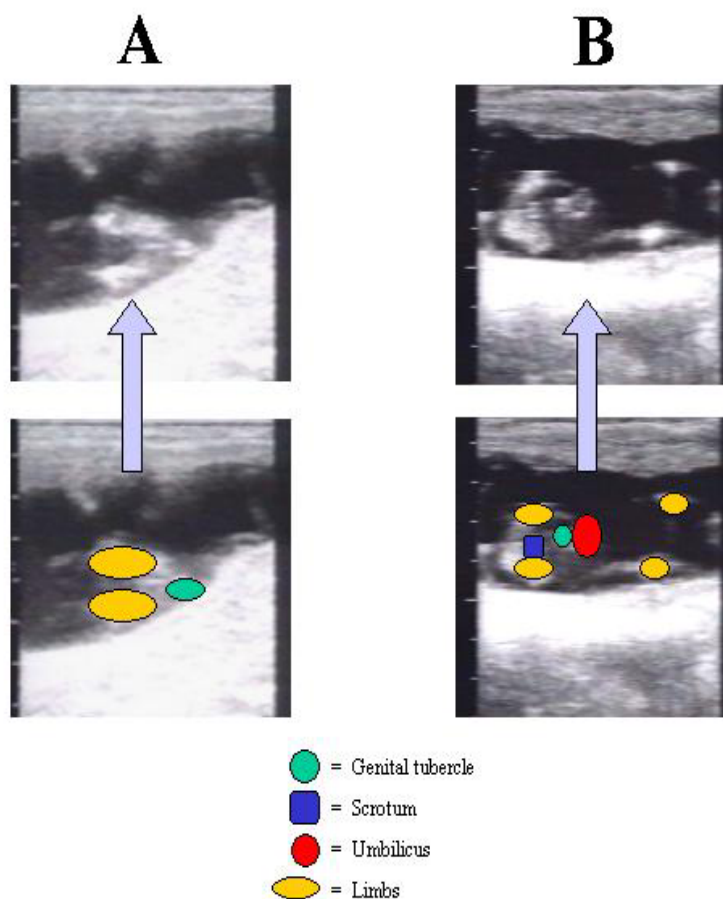 A
B
= Genital tubercle
= Scrotum
= Umbilicus
= Limbs